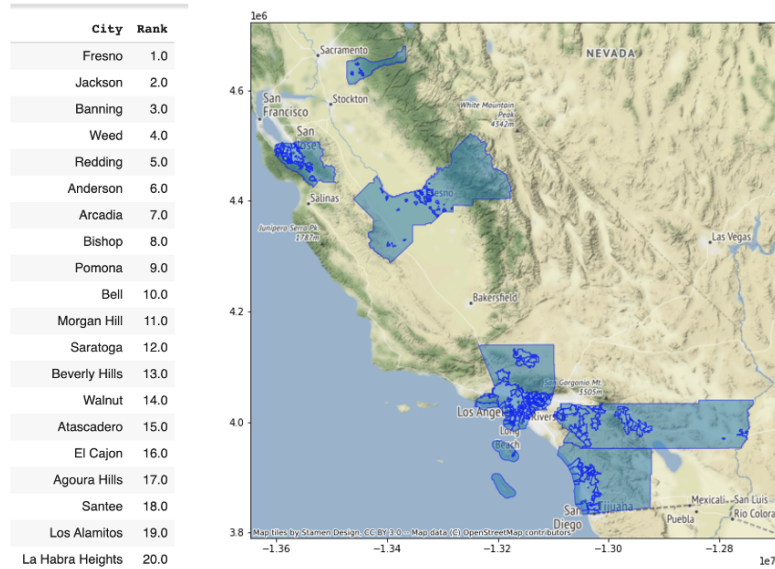 City Rank
Fresno 1.0
Jackson 2.0
Banning 3.0
Weed 4.0
Redding 5.0
Anderson 6.0
Arcadia 7.0
Bishop 8.0
Pomona 9.0
Bell 10.0
Morgan Hill 11.0
Saratoga 12.0
Beverly Hills 13.0
Walnut 14.0
Atascadero 15.0
El Cajon 16.0
Agoura Hills 17.0
Santee 18.0
Los Alamitos 19.0
La Habra Heights 20.0
1e6
4.6
4.4
4.2
4.0
3.8
Sacramento
NEVADA
San
Francisco
Stockton
White Mountain
Peak
4342m
San
Jose
Fresno
Salinas
Junipero Serra Pk.
1787m
Las Vegas
Bakersfield
San Gorgonio Mt.
3505m
Los Angel
Rivers
Long
Beach
San
Diego
Tijuana
Mexicali
San Luis
Rio Colora
Puebla
Map tiles by Stamen Design, CC BY 3.0 -- Map data (C) OpenStreetMap contributors
−1.36
−1.34
−1.32
−1.30
−1.28
1e7